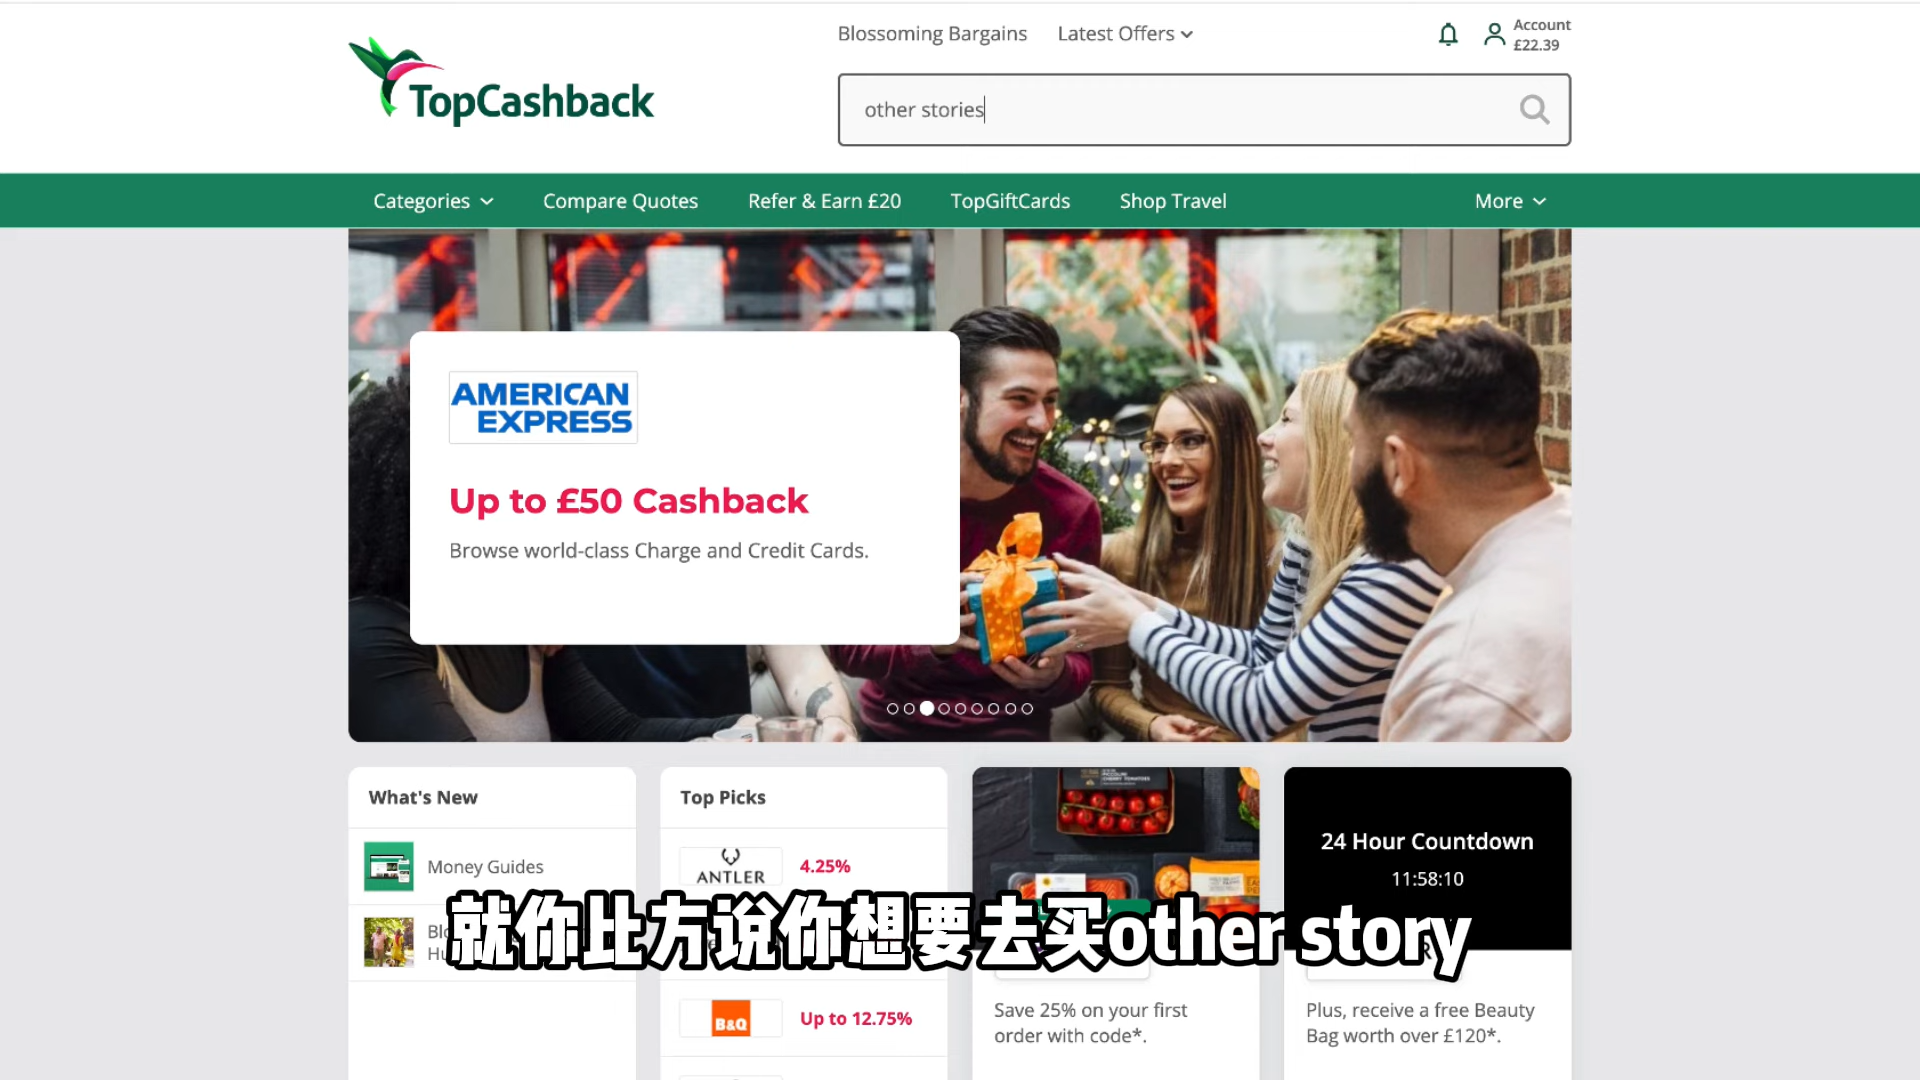 Blossoming Bargains
Latest Offers
Account
£22.39
TopCashback
other stories
Categories
Compare Quotes
Refer & Earn £20
TopGiftCards
Shop Travel
More
AMERICAN
EXPRESS
Up to £50 Cashback
Browse world-class Charge and Credit Cards.
What's New
Money Guides
Top Picks
ANTLER
4.25%
B&Q
Up to 12.75%
24 Hour Countdown
11:58:10
就你比方说你想要去买other story
Save 25% on your first
order with code*.
Plus, receive a free Beauty
Bag worth over £120*.